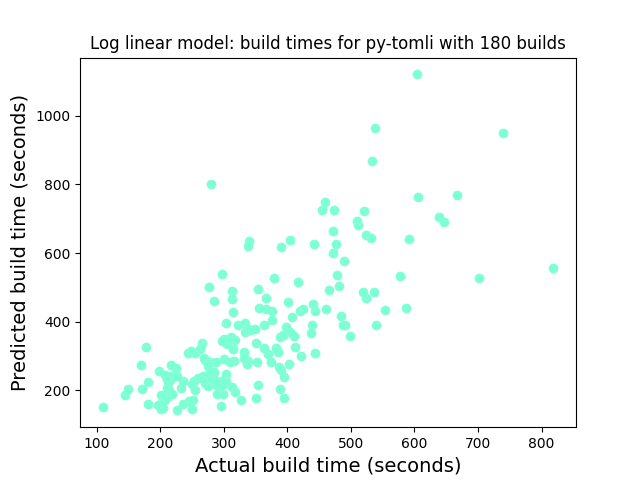 Log linear model: build times for py-tomli with 180 builds
Predicted build time (seconds)
1000
800
600
400
200
100 200 300 400 500 600 700 800
Actual build time (seconds)